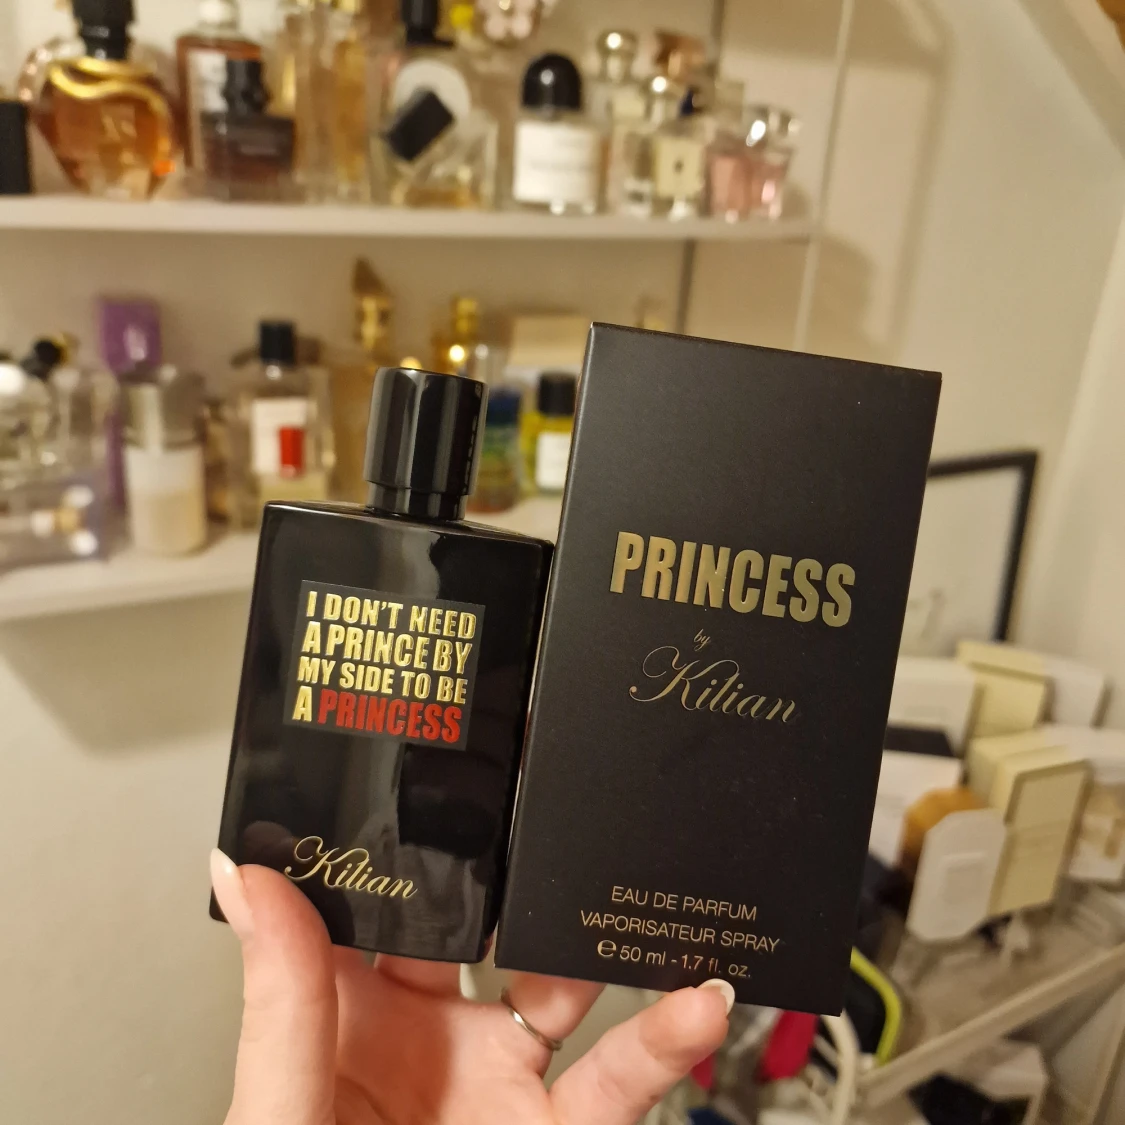 I DON'T NEED
A PRINCE BY
MY SIDE TO BE
A PRINCESS
Kilian
PRINCESS
by
Kilian
EAU DE PARFUM
VAPORISATEUR SPRAY
℮ 50 ml - 1.7 fl. oz.